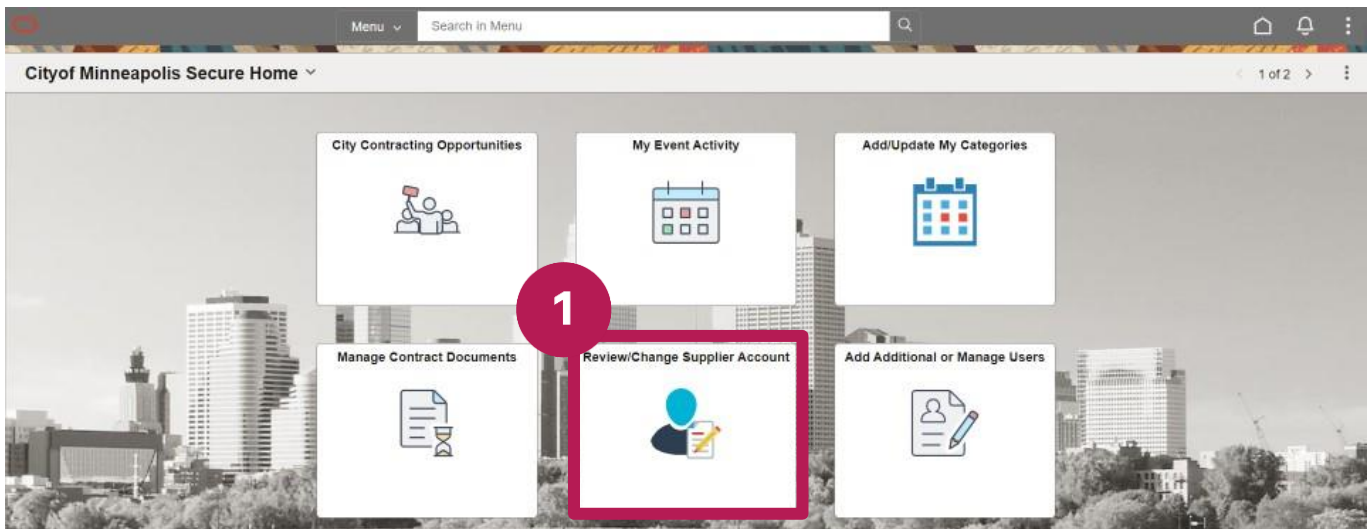 Menu
Search in Menu
Cityof Minneapolis Secure Home
1 of 2
City Contracting Opportunities
My Event Activity
Add/Update My Categories
1
Manage Contract Documents
Review/Change Supplier Account
Add Additional or Manage Users